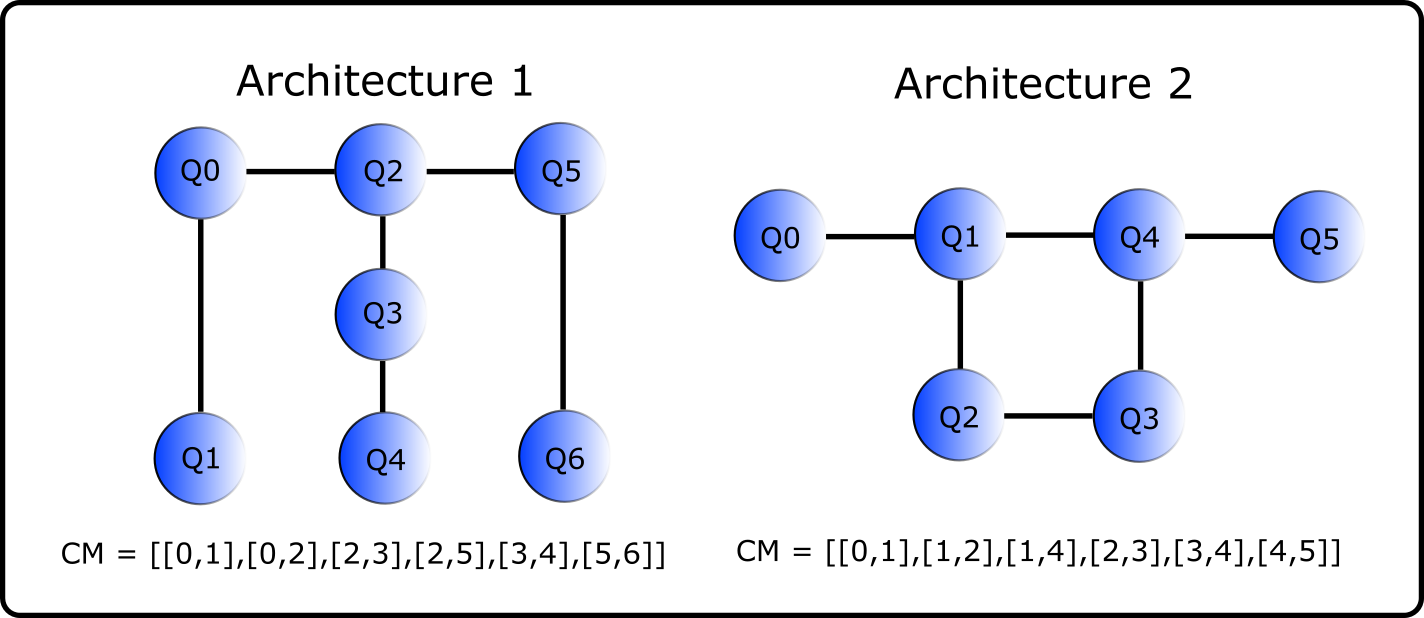 Architecture 1
Q0 Q2 Q5
Q3
Q1 Q4 Q6
CM = [[0,1],[0,2],[2,3],[2,5],[3,4],[5,6]]
Architecture 2
Q0 Q1 Q4 Q5
Q2 Q3
CM = [[0,1],[1,2],[1,4],[2,3],[3,4],[4,5]]